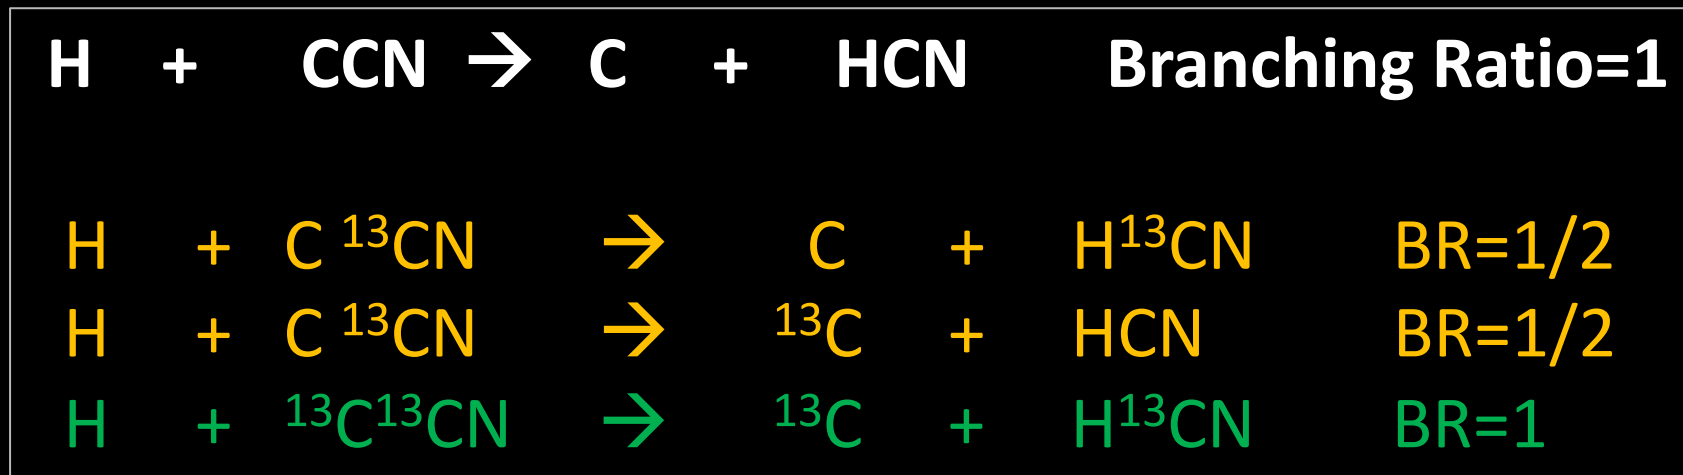 H + CCN → C + HCN Branching Ratio=1
H + C ¹³CN → C + H¹³CN BR=1/2
H + C ¹³CN → ¹³C + HCN BR=1/2
H + ¹³C¹³CN → ¹³C + H¹³CN BR=1